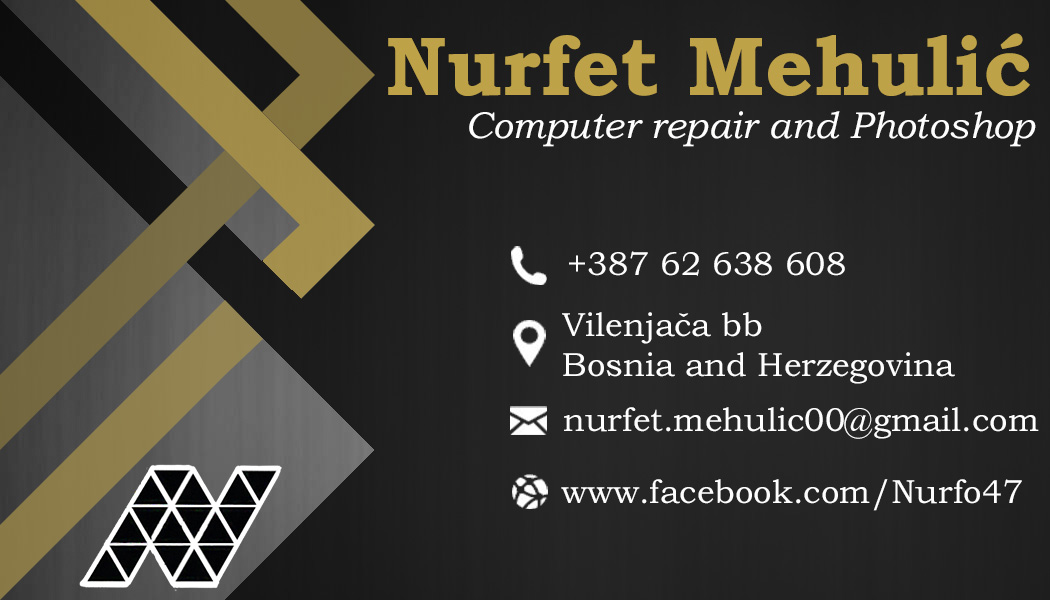 Nurfet Mehulić
Computer repair and Photoshop
+387 62 638 608
Vilenjača bb
Bosnia and Herzegovina
nurfet.mehulic00@gmail.com
www.facebook.com/Nurfo47